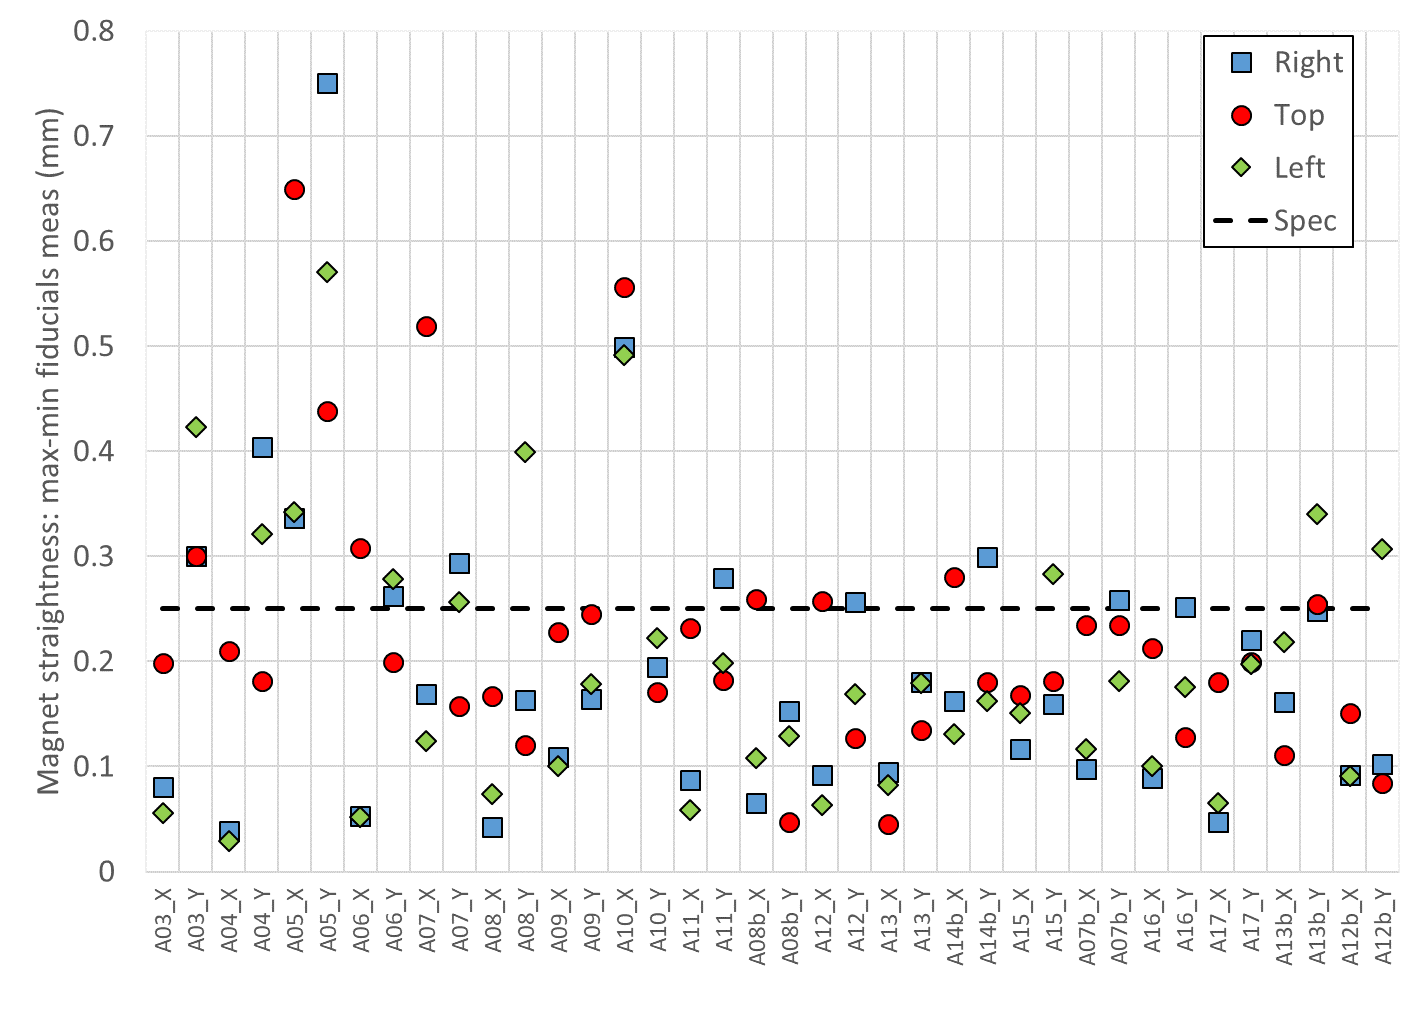 Magnet straightness: max-min fiducials meas (mm)
0.8
0.7
0.6
0.5
0.4
0.3
0.2
0.1
0
Right
Top
Left
Spec
A03_X
A03_Y
A04_X
A04_Y
A05_X
A05_Y
A06_X
A06_Y
A07_X
A07_Y
A08_X
A08_Y
A09_X
A09_Y
A10_X
A10_Y
A11_X
A11_Y
A08b_X
A08b_Y
A12_X
A12_Y
A13_X
A13_Y
A14b_X
A14b_Y
A15_X
A15_Y
A07b_X
A07b_Y
A16_X
A16_Y
A17_X
A17_Y
A13b_X
A13b_Y
A12b_X
A12b_Y